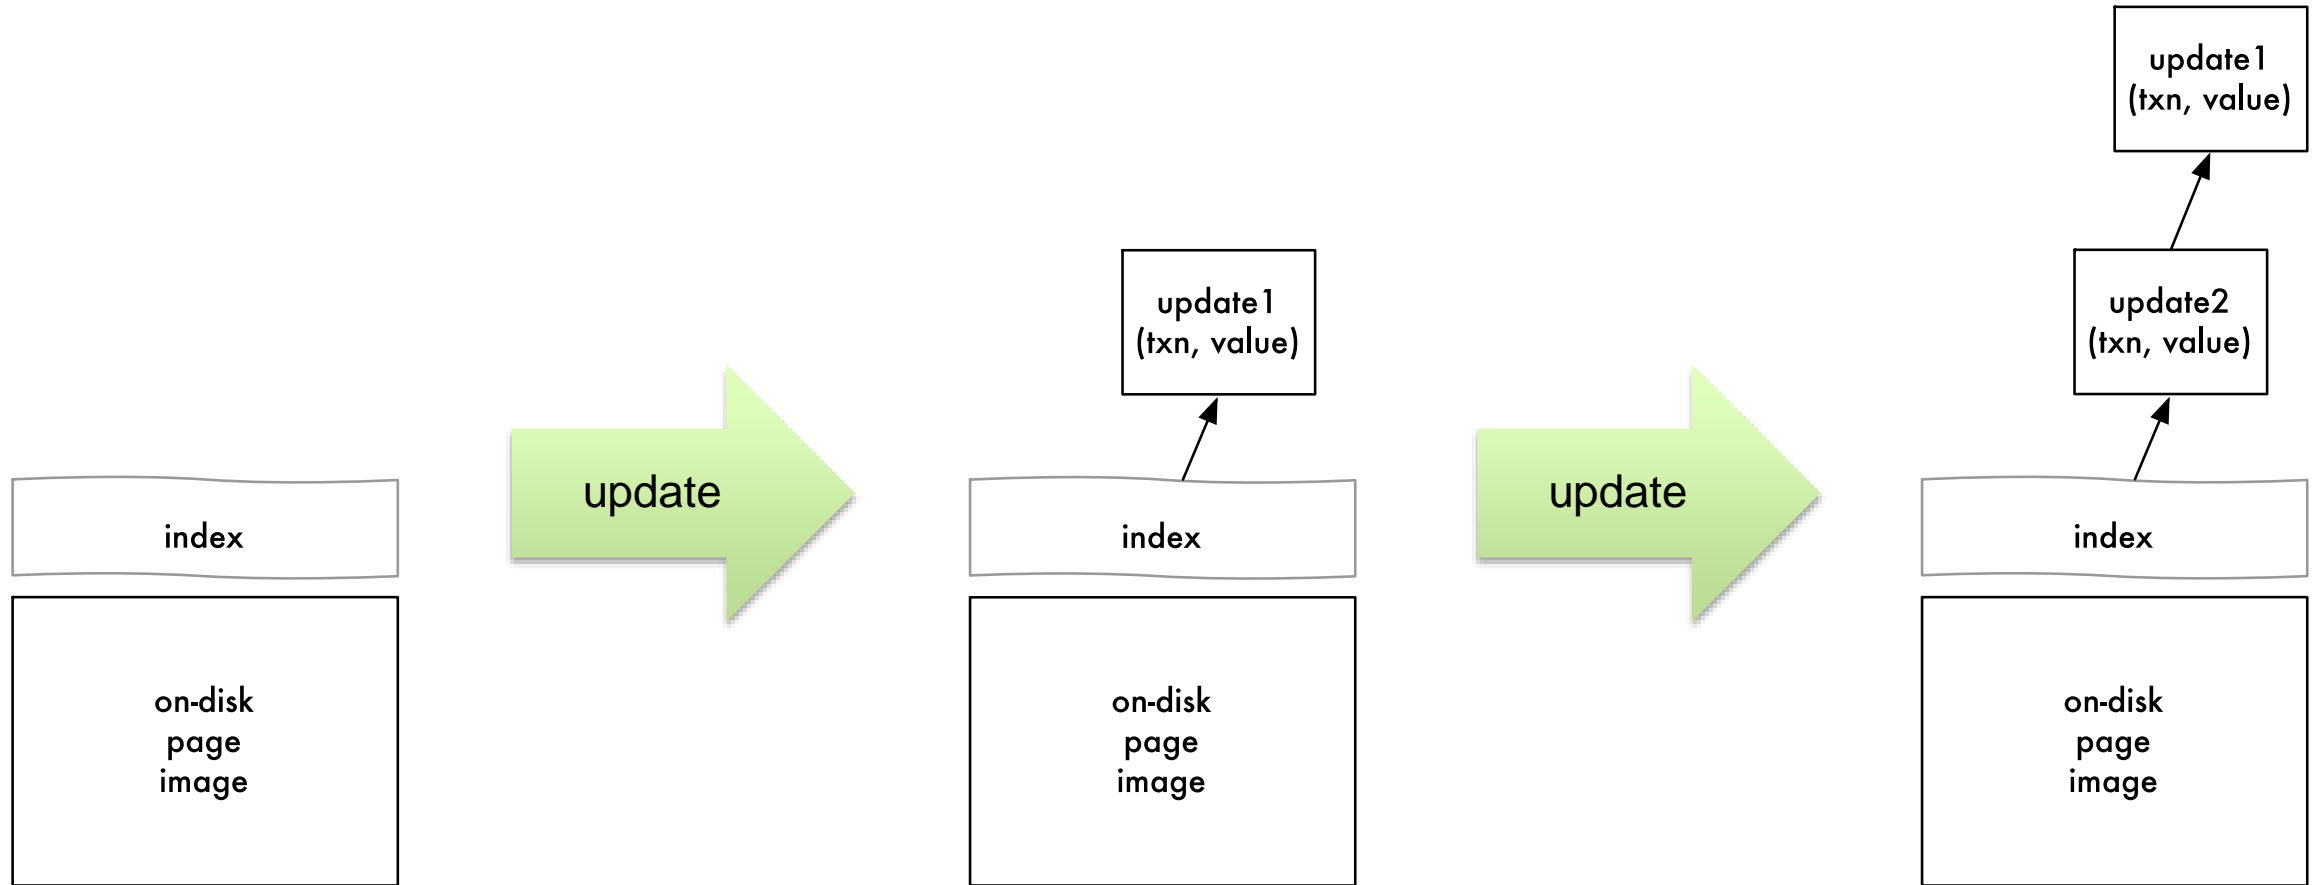 index
on-disk
page
image
update
update1
(txn, value)
index
on-disk
page
image
update
update1
(txn, value)
update2
(txn, value)
index
on-disk
page
image